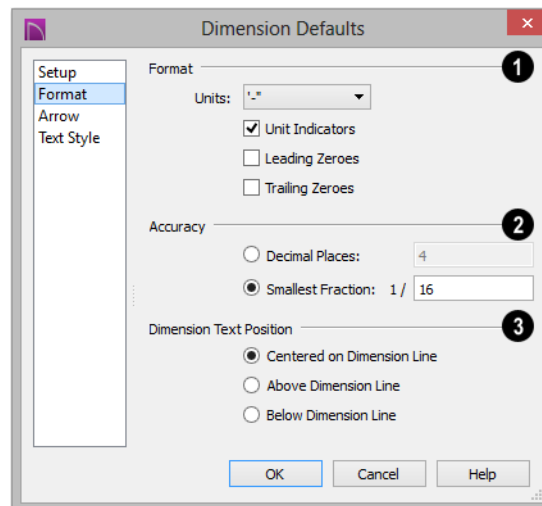 Dimension Defaults
Setup
Format
Arrow
Text Style
Format
1
Units: '-"
Unit Indicators
Leading Zeroes
Trailing Zeroes
Accuracy
2
Decimal Places: 4
Smallest Fraction: 1 / 16
Dimension Text Position
3
Centered on Dimension Line
Above Dimension Line
Below Dimension Line
OK Cancel Help